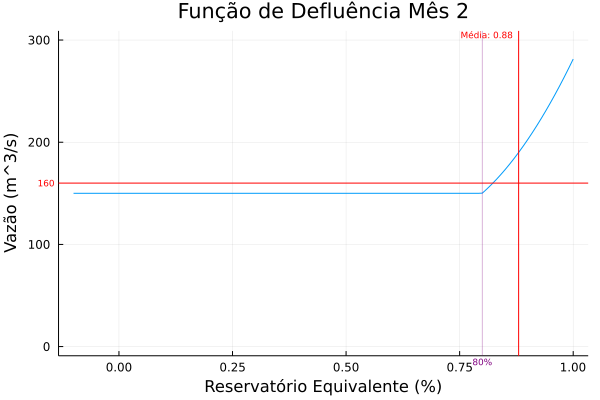 Função de Defluência Mês 2
Média: 0.88
300
200
160
100
0
Vazão (m^3/s)
0.00
0.25
0.50
0.75
80%
1.00
Reservatório Equivalente (%)